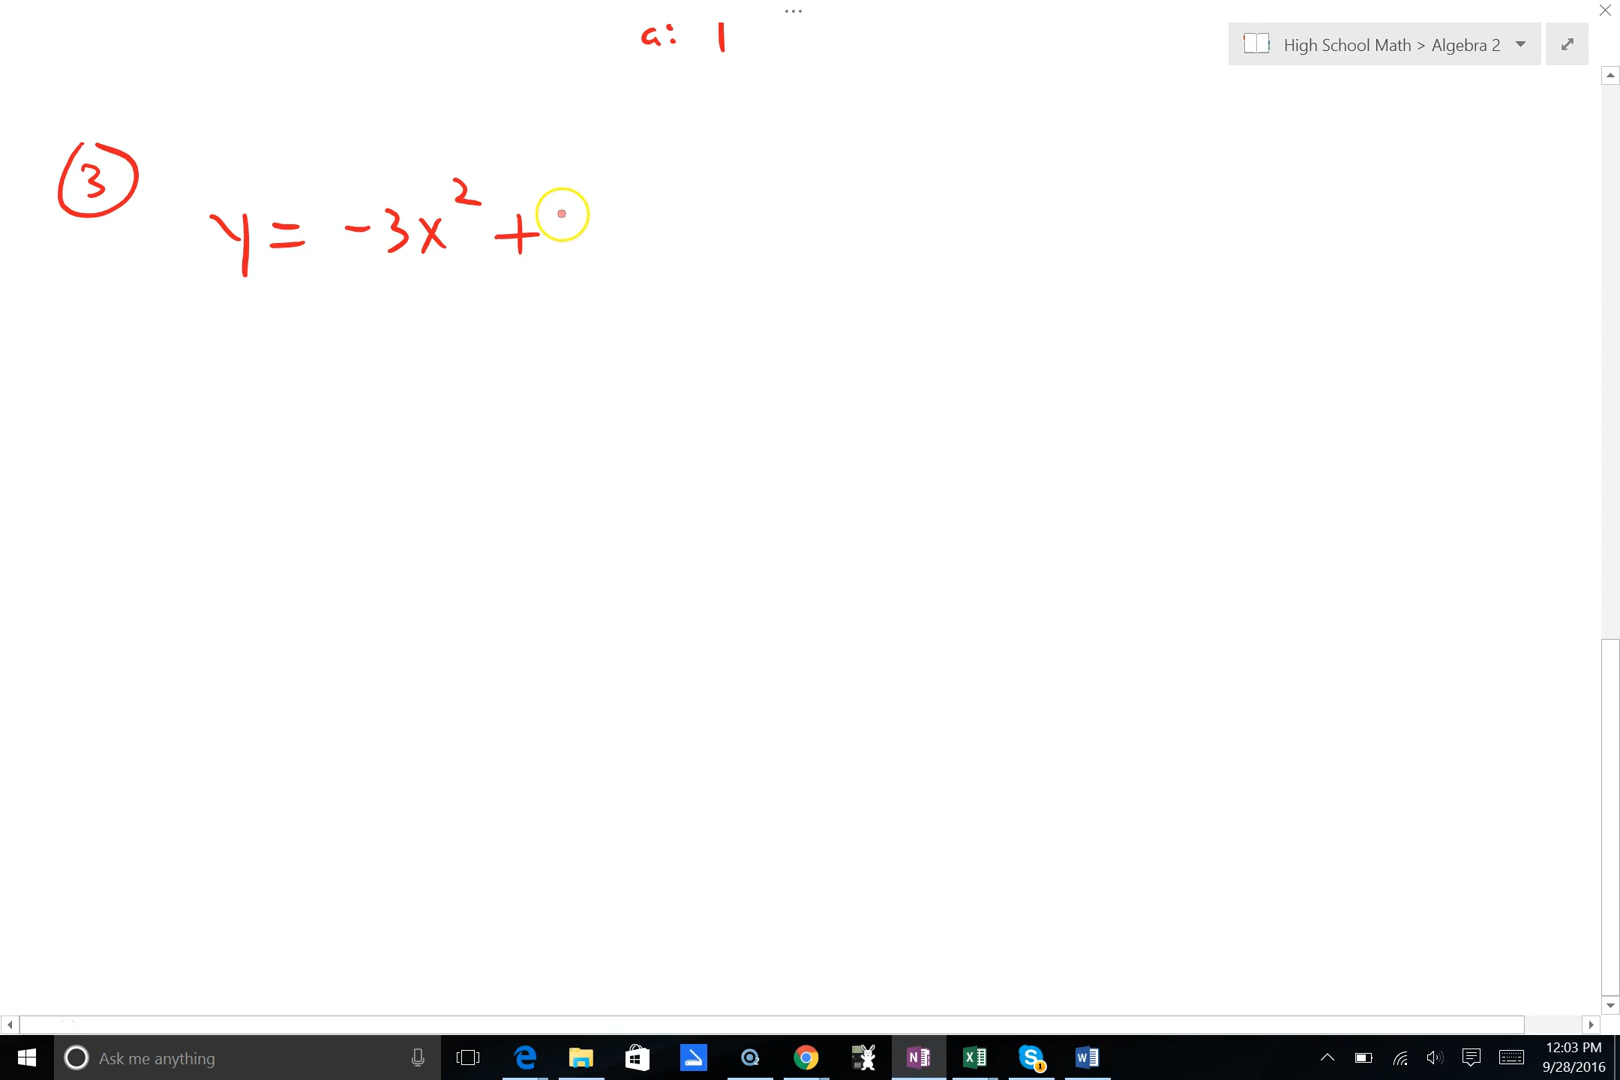 a: 1
High School Math > Algebra 2
3
y = -3x² +
Ask me anything
12:03 PM
9/28/2016